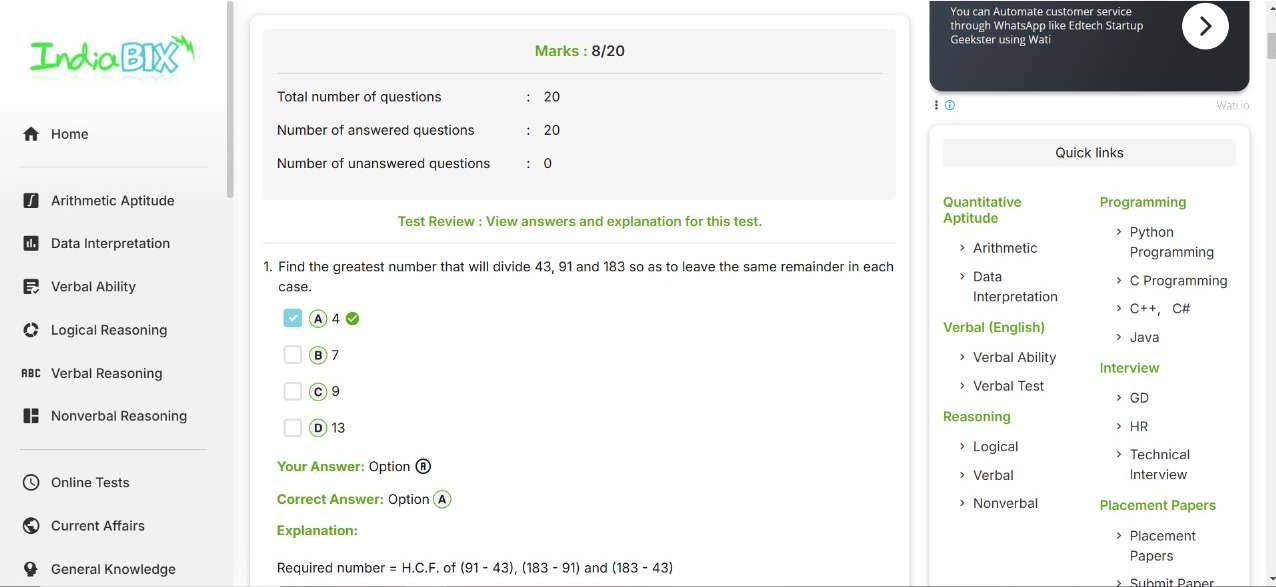 IndiaBIX
Home
Arithmetic Aptitude
Data Interpretation
Verbal Ability
Logical Reasoning
ABC Verbal Reasoning
Nonverbal Reasoning
Online Tests
Current Affairs
General Knowledge
Marks : 8/20
Total number of questions : 20
Number of answered questions : 20
Number of unanswered questions : 0
Test Review : View answers and explanation for this test.
1. Find the greatest number that will divide 43, 91 and 183 so as to leave the same remainder in each
case.
A 4
B 7
C 9
D 13
Your Answer: Option A
Correct Answer: Option A
Explanation:
Required number = H.C.F. of (91 - 43), (183 - 91) and (183 - 43)
You can Automate customer service
through WhatsApp like Edtech Startup
Geekster using Wati
Wati.io
Quick links
Quantitative
Aptitude
Arithmetic
Data
Interpretation
Verbal (English)
Verbal Ability
Verbal Test
Reasoning
Logical
Verbal
Nonverbal
Programming
Python
Programming
C Programming
C++, C#
Java
Interview
GD
HR
Technical
Interview
Placement Papers
Placement
Papers
Submit Paper